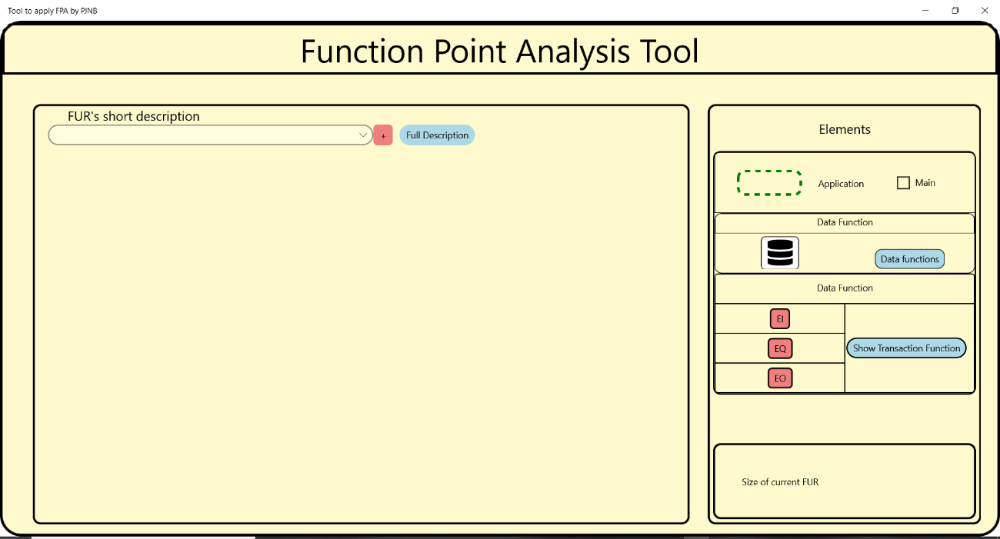 Tool to apply FPA by PJNB
Function Point Analysis Tool
FUR's short description
+
Full Description
Elements
Application
Main
Data Function
Data functions
Data Function
EI
EQ
EO
Show Transaction Function
Size of current FUR